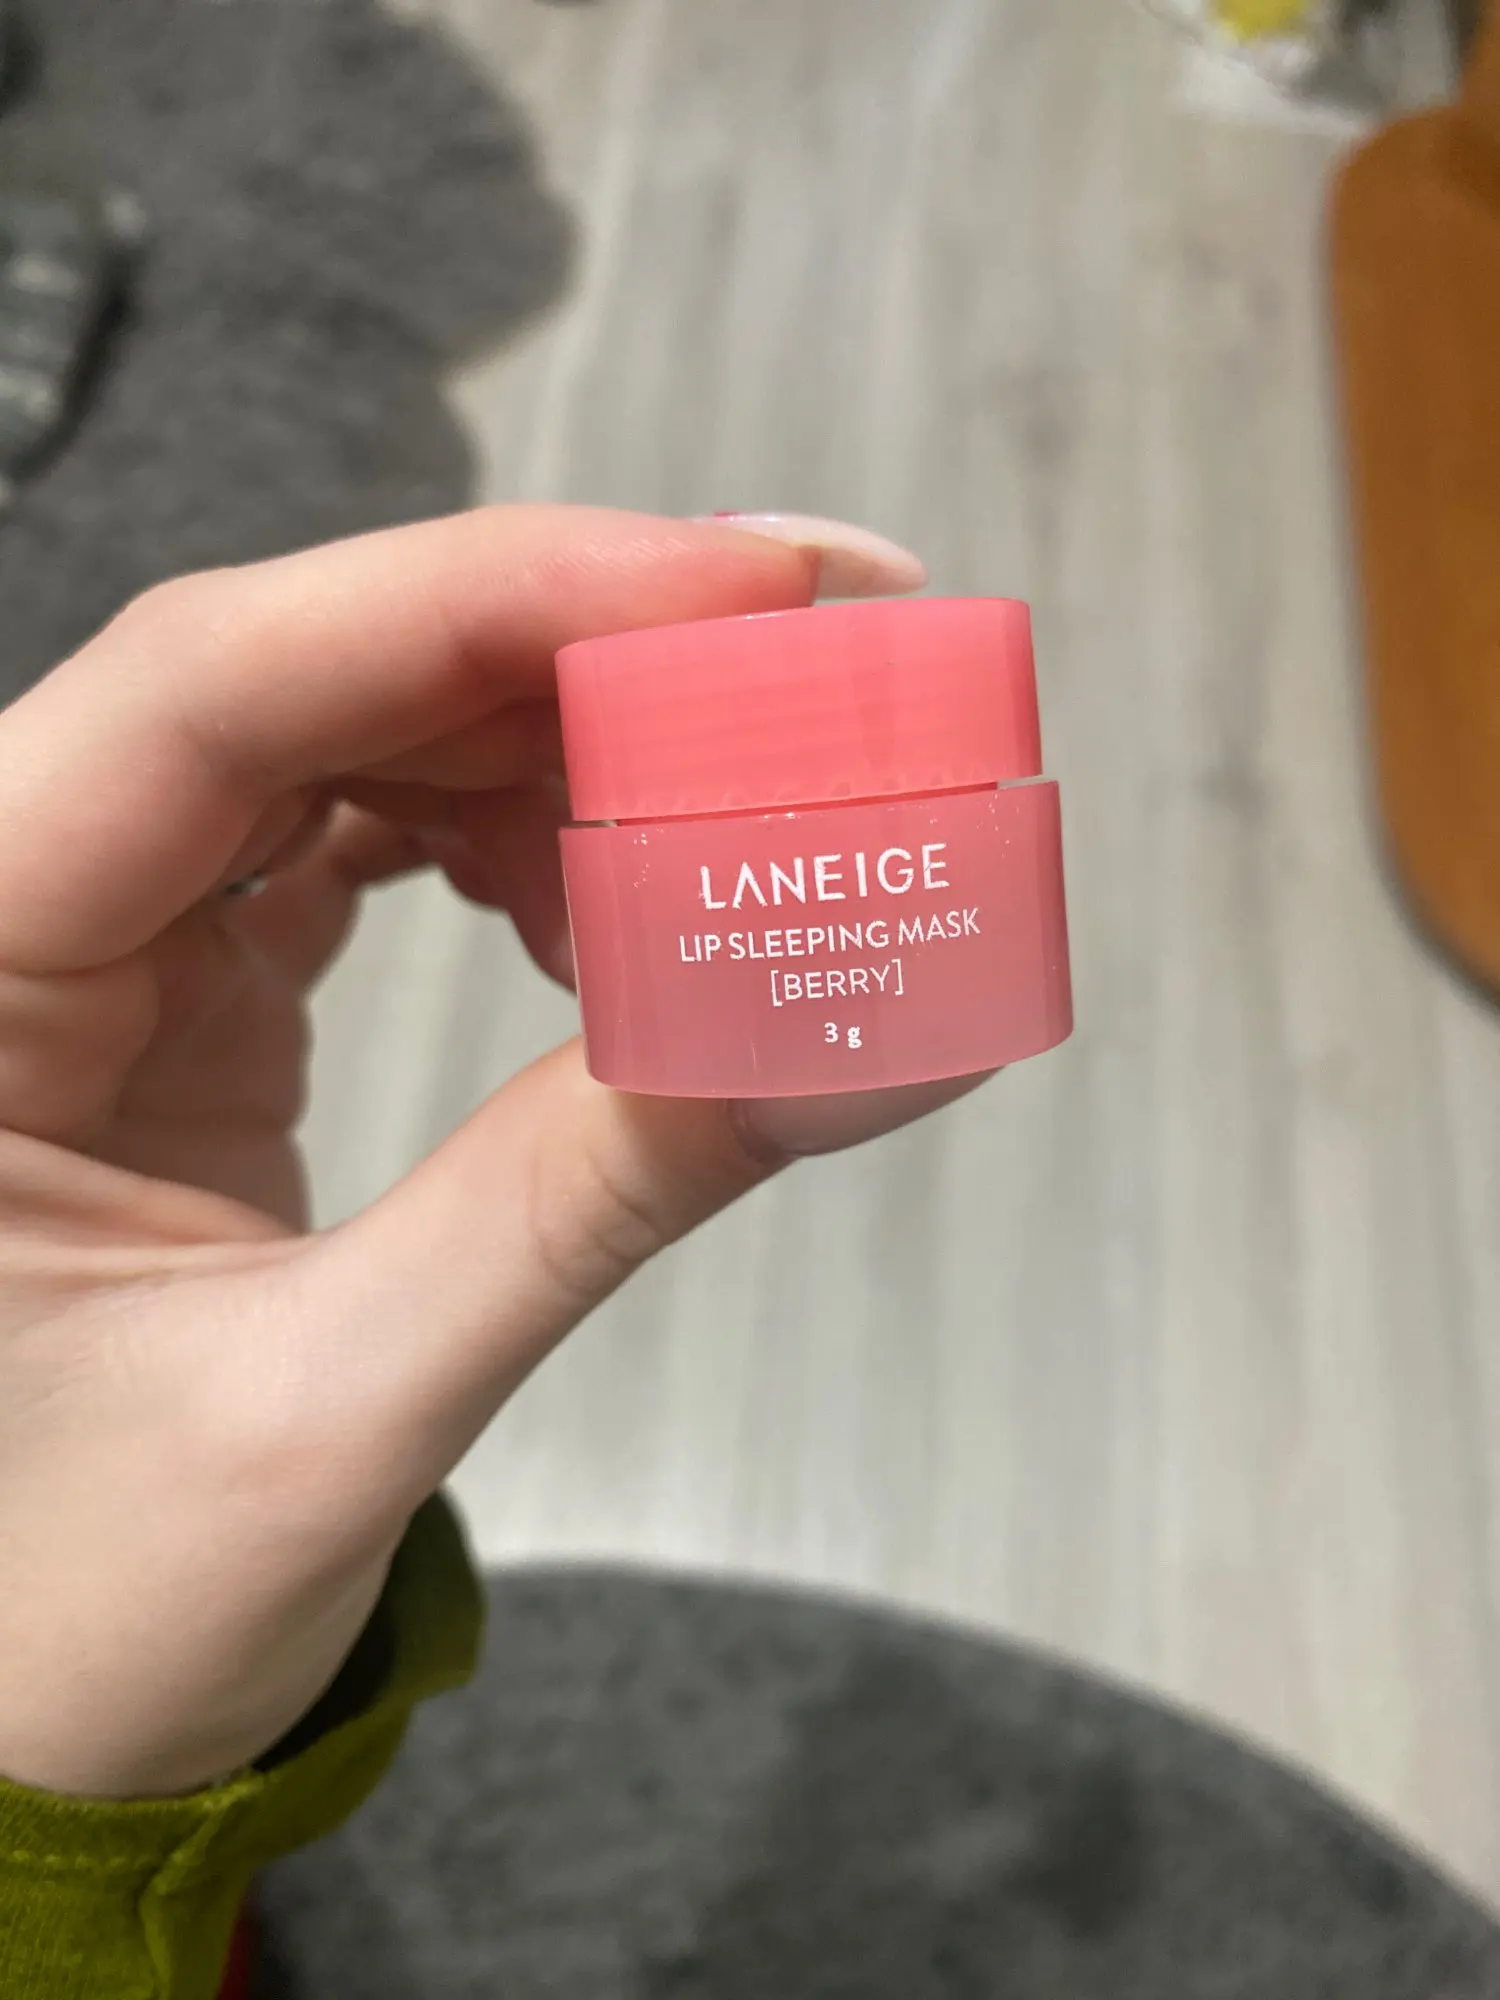 LANEIGE
LIP SLEEPING MASK
[BERRY]
3 g